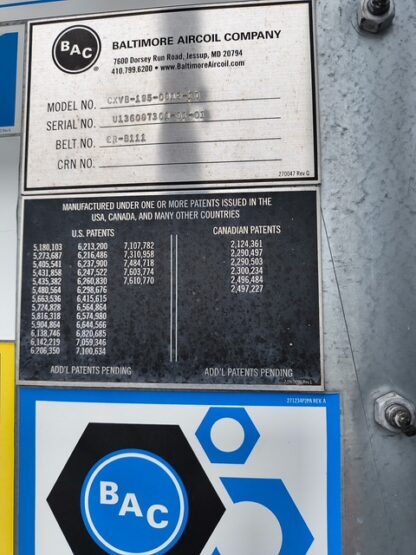 BAC
BALTIMORE AIRCOIL COMPANY
7600 Dorsey Run Road, Jessup, MD 20794
410.799.6200 • www.BaltimoreAircoil.com
MODEL NO.
SERIAL NO.
BELT NO. CR-B111
CRN NO.
270047 Rev G
MANUFACTURED UNDER ONE OR MORE PATENTS ISSUED IN THE
USA, CANADA, AND MANY OTHER COUNTRIES
U.S. PATENTS
5,180,103 6,213,200 7,107,782
5,273,687 6,216,486 7,310,958
5,405,541 6,237,900 7,484,718
5,431,858 6,247,522 7,603,774
5,435,382 6,260,830 7,610,770
5,480,564 6,298,676
5,663,536 6,415,615
5,724,828 6,564,864
5,816,318 6,574,980
5,904,864 6,644,566
6,138,746 6,820,685
6,142,219 7,059,346
6,206,350 7,100,634
ADD'L PATENTS PENDING
CANADIAN PATENTS
2,124,361
2,290,497
2,290,503
2,300,234
2,496,484
2,497,227
ADD'L PATENTS PENDING
271234P2PA REV A
BAC